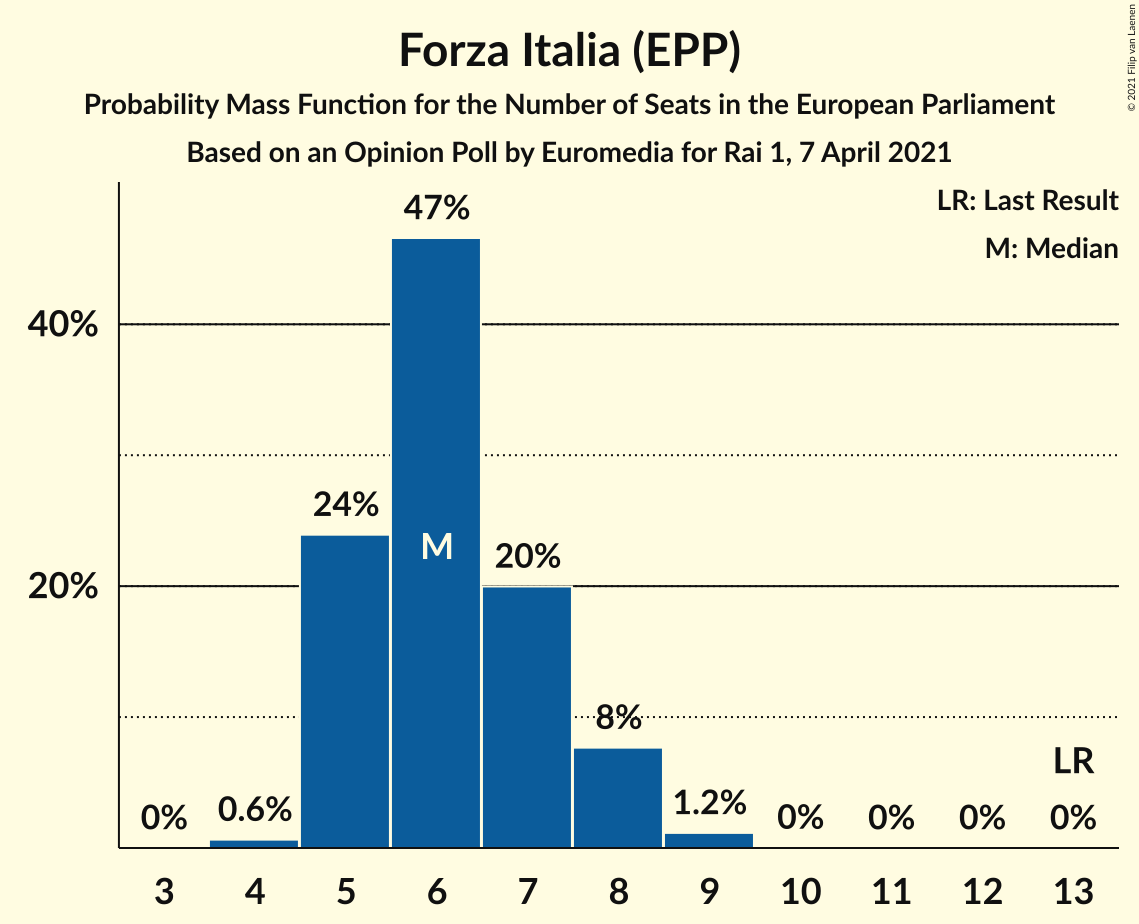 Forza Italia (EPP)
Probability Mass Function for the Number of Seats in the European Parliament
Based on an Opinion Poll by Euromedia for Rai 1, 7 April 2021
© 2021 Filip van Laenen
LR: Last Result
M: Median
47%
40%
24%
M
20%
20%
8%
LR
0%
0.6%
1.2%
0%
0%
0%
0%
3 4 5 6 7 8 9 10 11 12 13